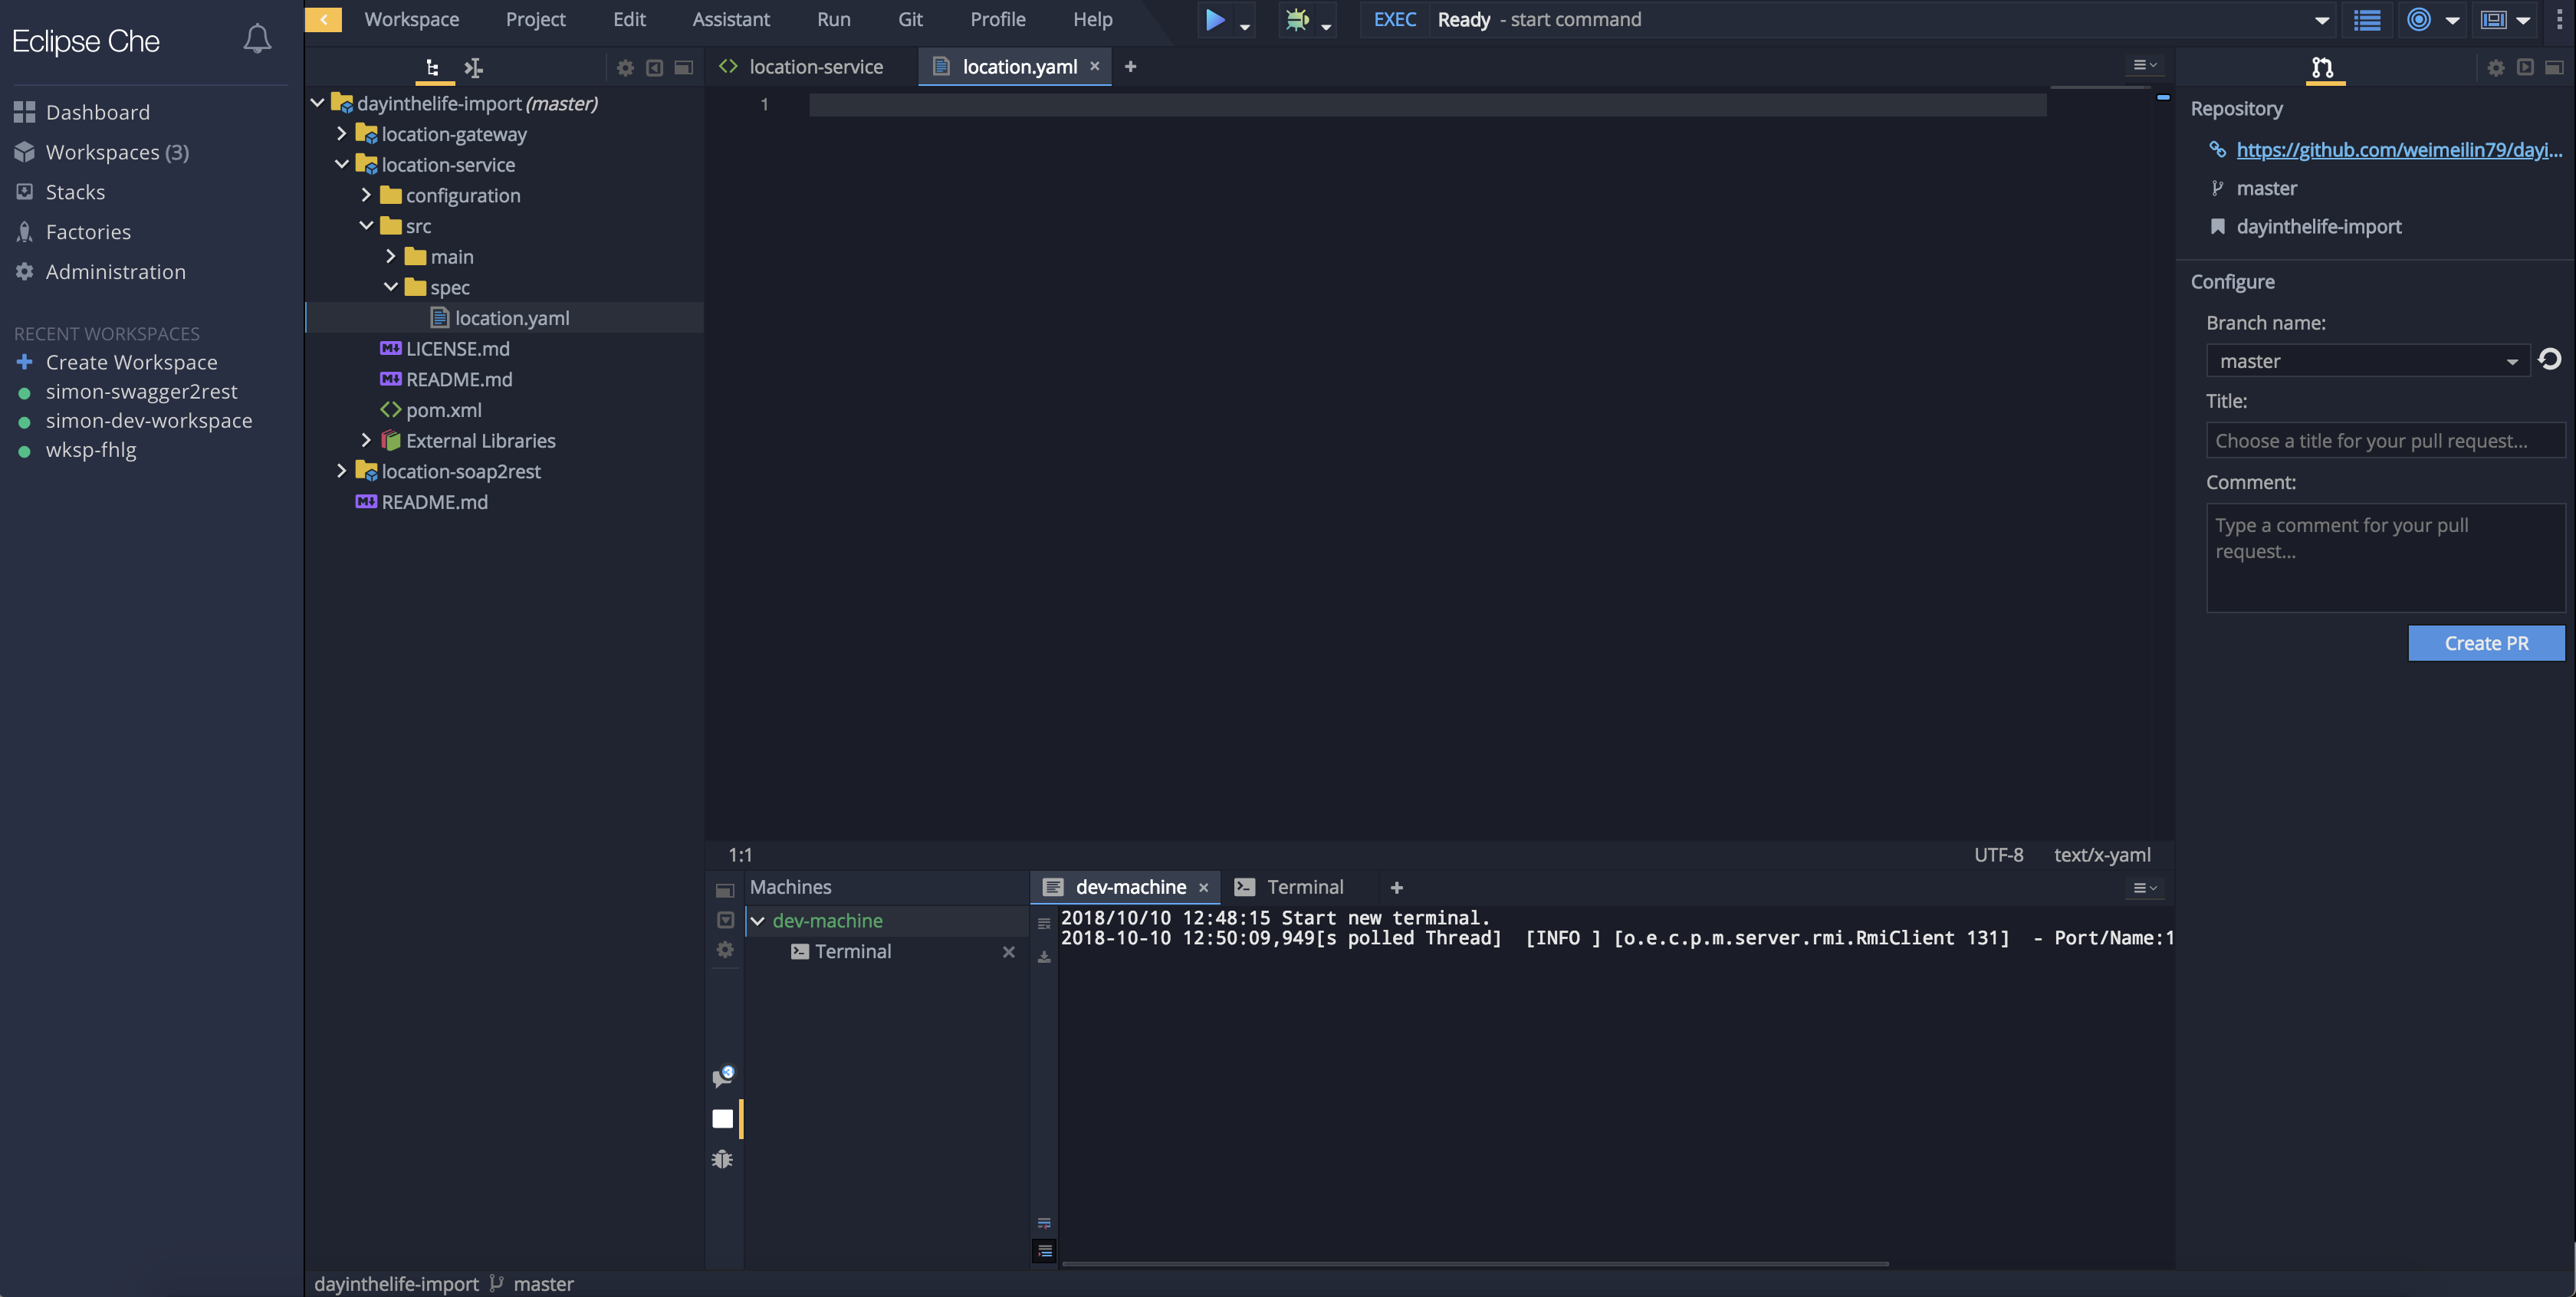 Eclipse Che
Dashboard
Workspaces (3)
Stacks
Factories
Administration
RECENT WORKSPACES
Create Workspace
simon-swagger2rest
simon-dev-workspace
wksp-fhlg
Workspace Project Edit Assistant Run Git Profile Help
EXEC Ready - start command
dayinthelife-import (master)
location-gateway
location-service
configuration
src
main
spec
location.yaml
LICENSE.md
README.md
pom.xml
External Libraries
location-soap2rest
README.md
location-service location.yaml × +
1
1:1 UTF-8 text/x-yaml
Machines
dev-machine
Terminal
dev-machine × Terminal +
2018/10/10 12:48:15 Start new terminal.
2018-10-10 12:50:09,949[s polled Thread] [INFO ] [o.e.c.p.m.server.rmi.RmiClient 131] - Port/Name:1
Repository
https://github.com/weimeilin79/dayi...
master
dayinthelife-import
Configure
Branch name:
master
Title:
Choose a title for your pull request...
Comment:
Type a comment for your pull
request...
Create PR
dayinthelife-import master